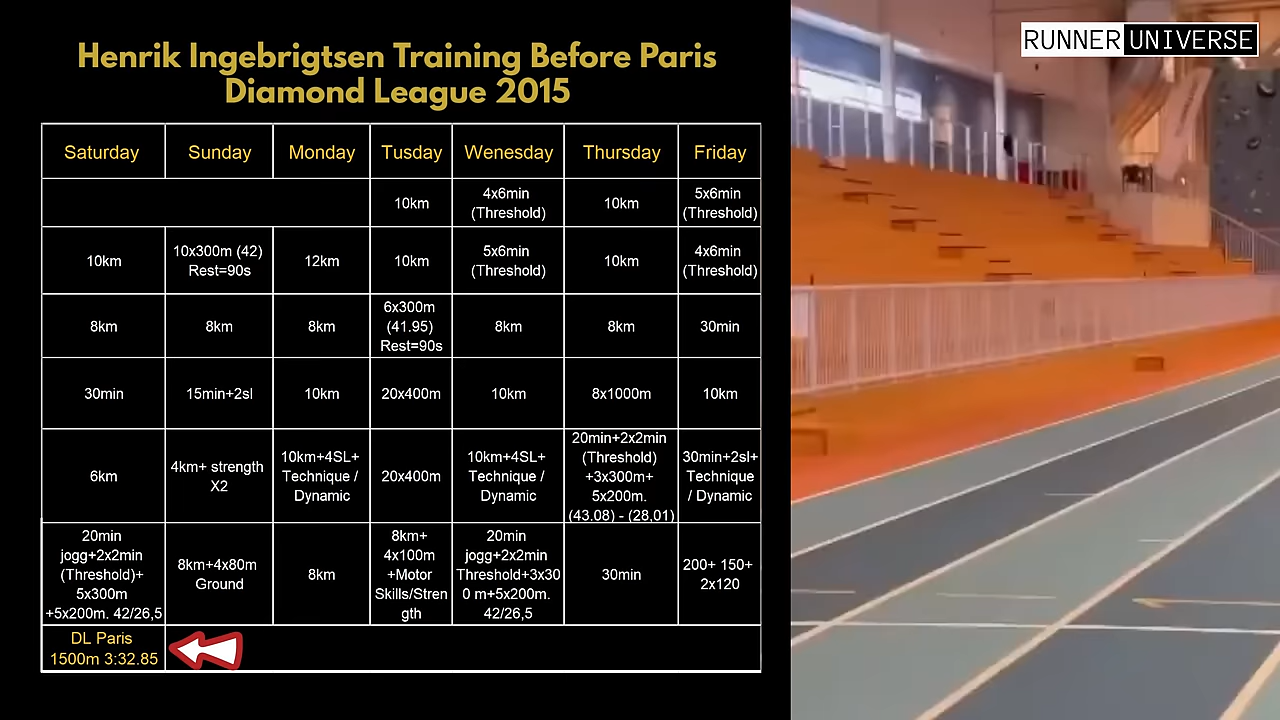 RUNNER UNIVERSE
Henrik Ingebrigtsen Training Before Paris
Diamond League 2015
Saturday Sunday Monday Tusday Wenesday Thursday Friday
10km
4x6min
(Threshold)
10km
5x6min
(Threshold)
10km
10x300m (42)
Rest=90s
12km
10km
5x6min
(Threshold)
10km
4x6min
(Threshold)
8km
8km
8km
6x300m
(41.95)
Rest=90s
8km
8km
30min
30min
15min+2sl
10km
20x400m
10km
8x1000m
10km
6km
4km+ strength
X2
10km+4SL+
Technique /
Dynamic
20x400m
10km+4SL+
Technique /
Dynamic
20min+2x2min
(Threshold)
+3x300m+
5x200m.
(43.08) - (28,01)
30min+2sl+
Technique
/ Dynamic
20min
jogg+2x2min
(Threshold)+
5x300m
+5x200m. 42/26,5
8km+4x80m
Ground
8km
8km+
4x100m
+Motor
Skills/Stren
gth
20min
jogg+2x2min
Threshold+3x30
0 m+5x200m.
42/26,5
30min
200+ 150+
2x120
DL Paris
1500m 3:32.85